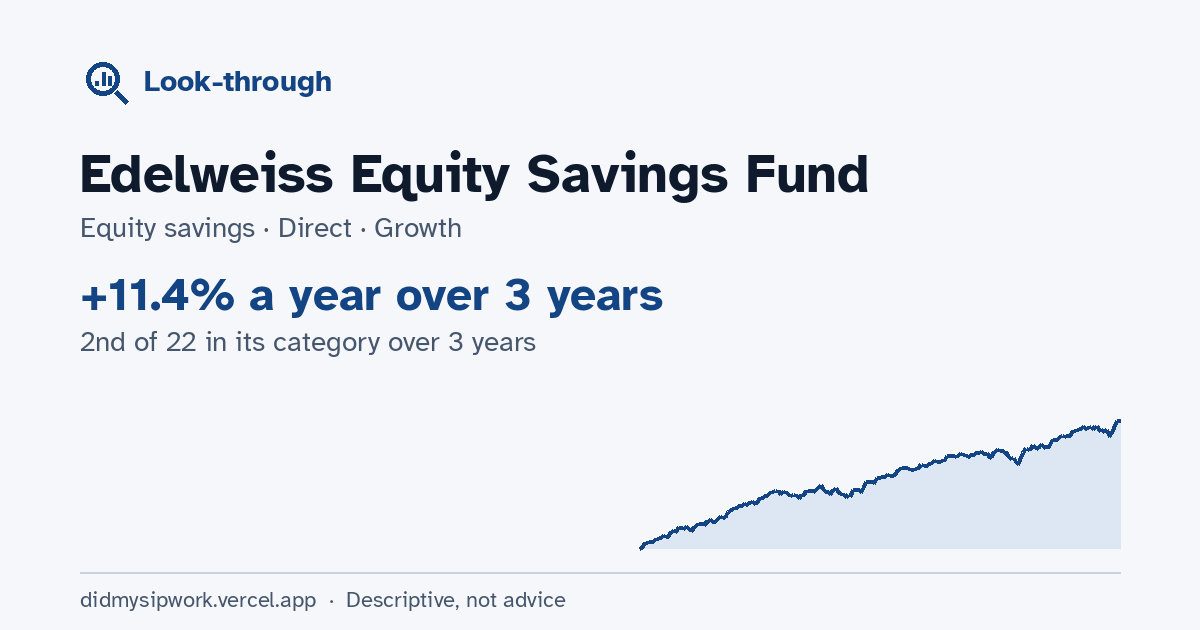 Look-through
Edelweiss Equity Savings Fund
Equity savings · Direct · Growth
+11.4% a year over 3 years
2nd of 22 in its category over 3 years
didmysipwork.vercel.app · Descriptive, not advice